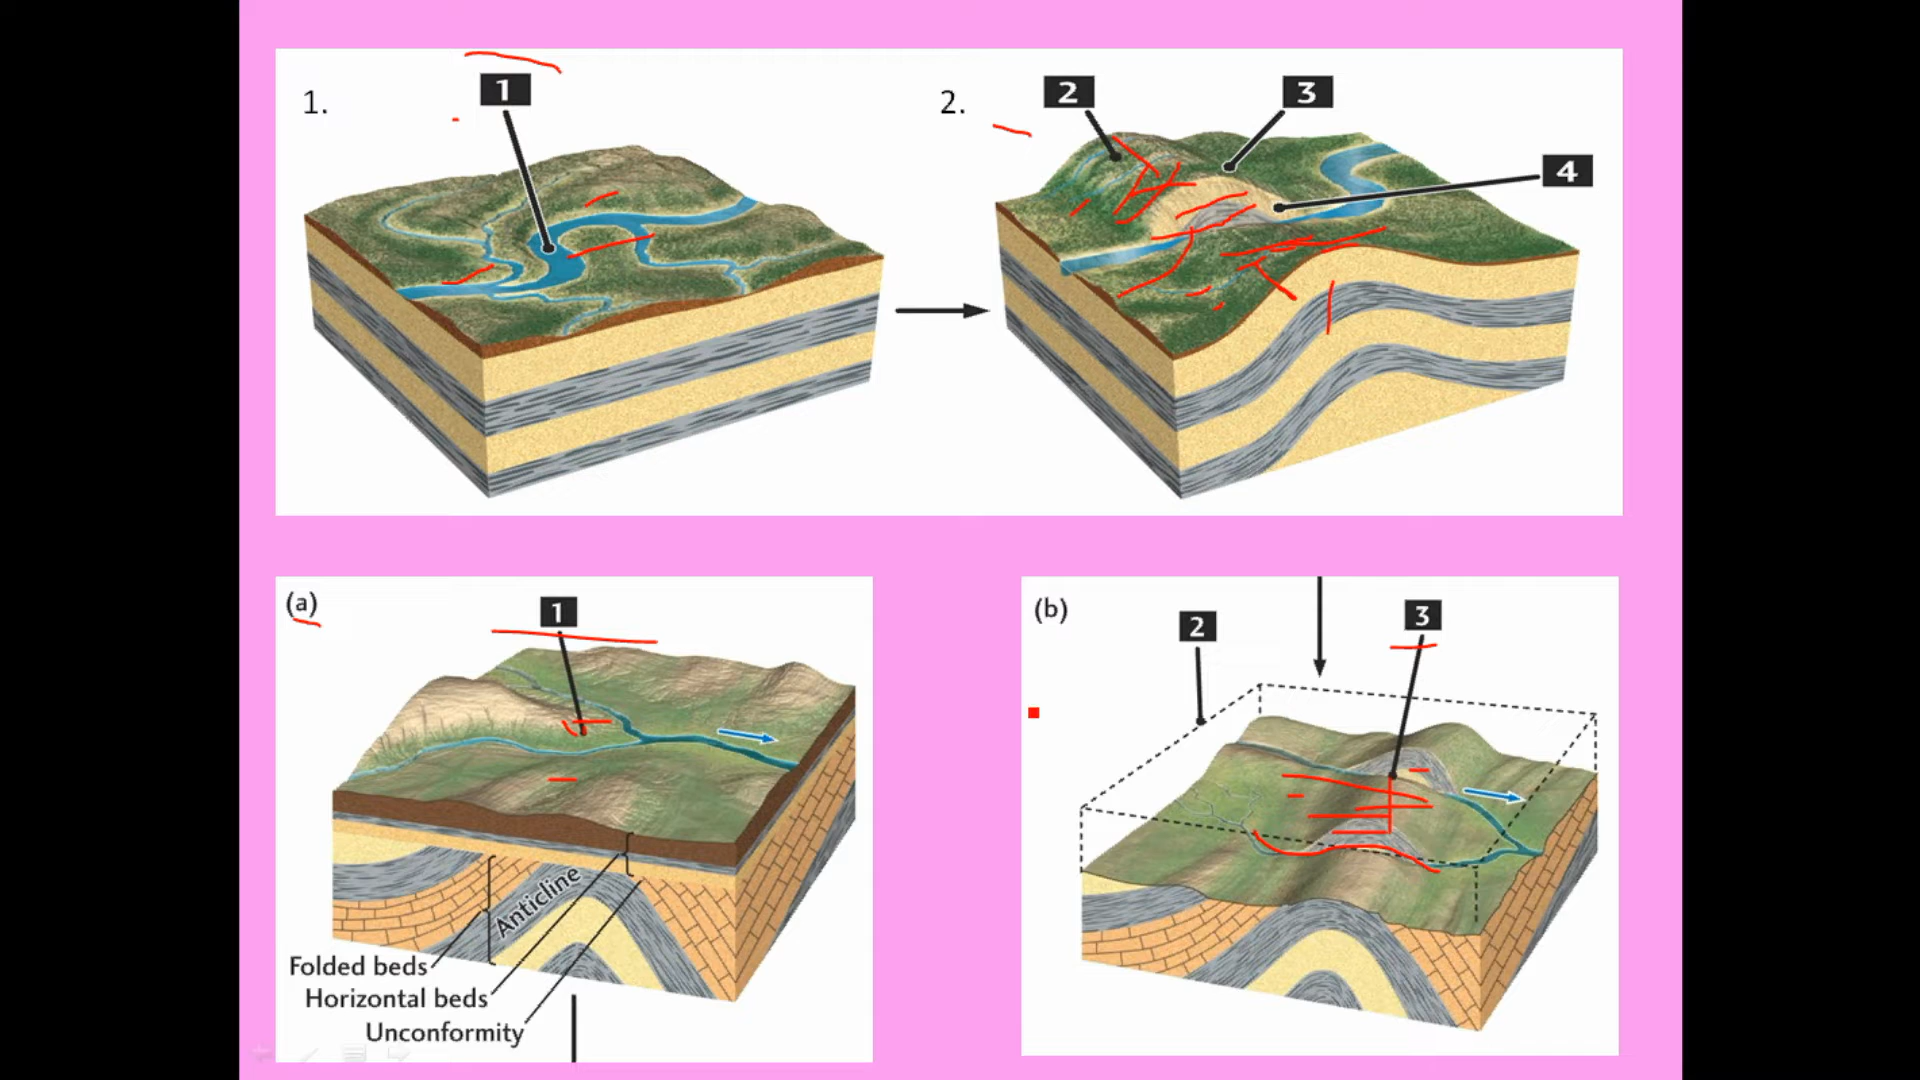 1.
1
2.
2
3
4
(a)
1
Anticline
Folded beds
Horizontal beds
Unconformity
(b)
2
3